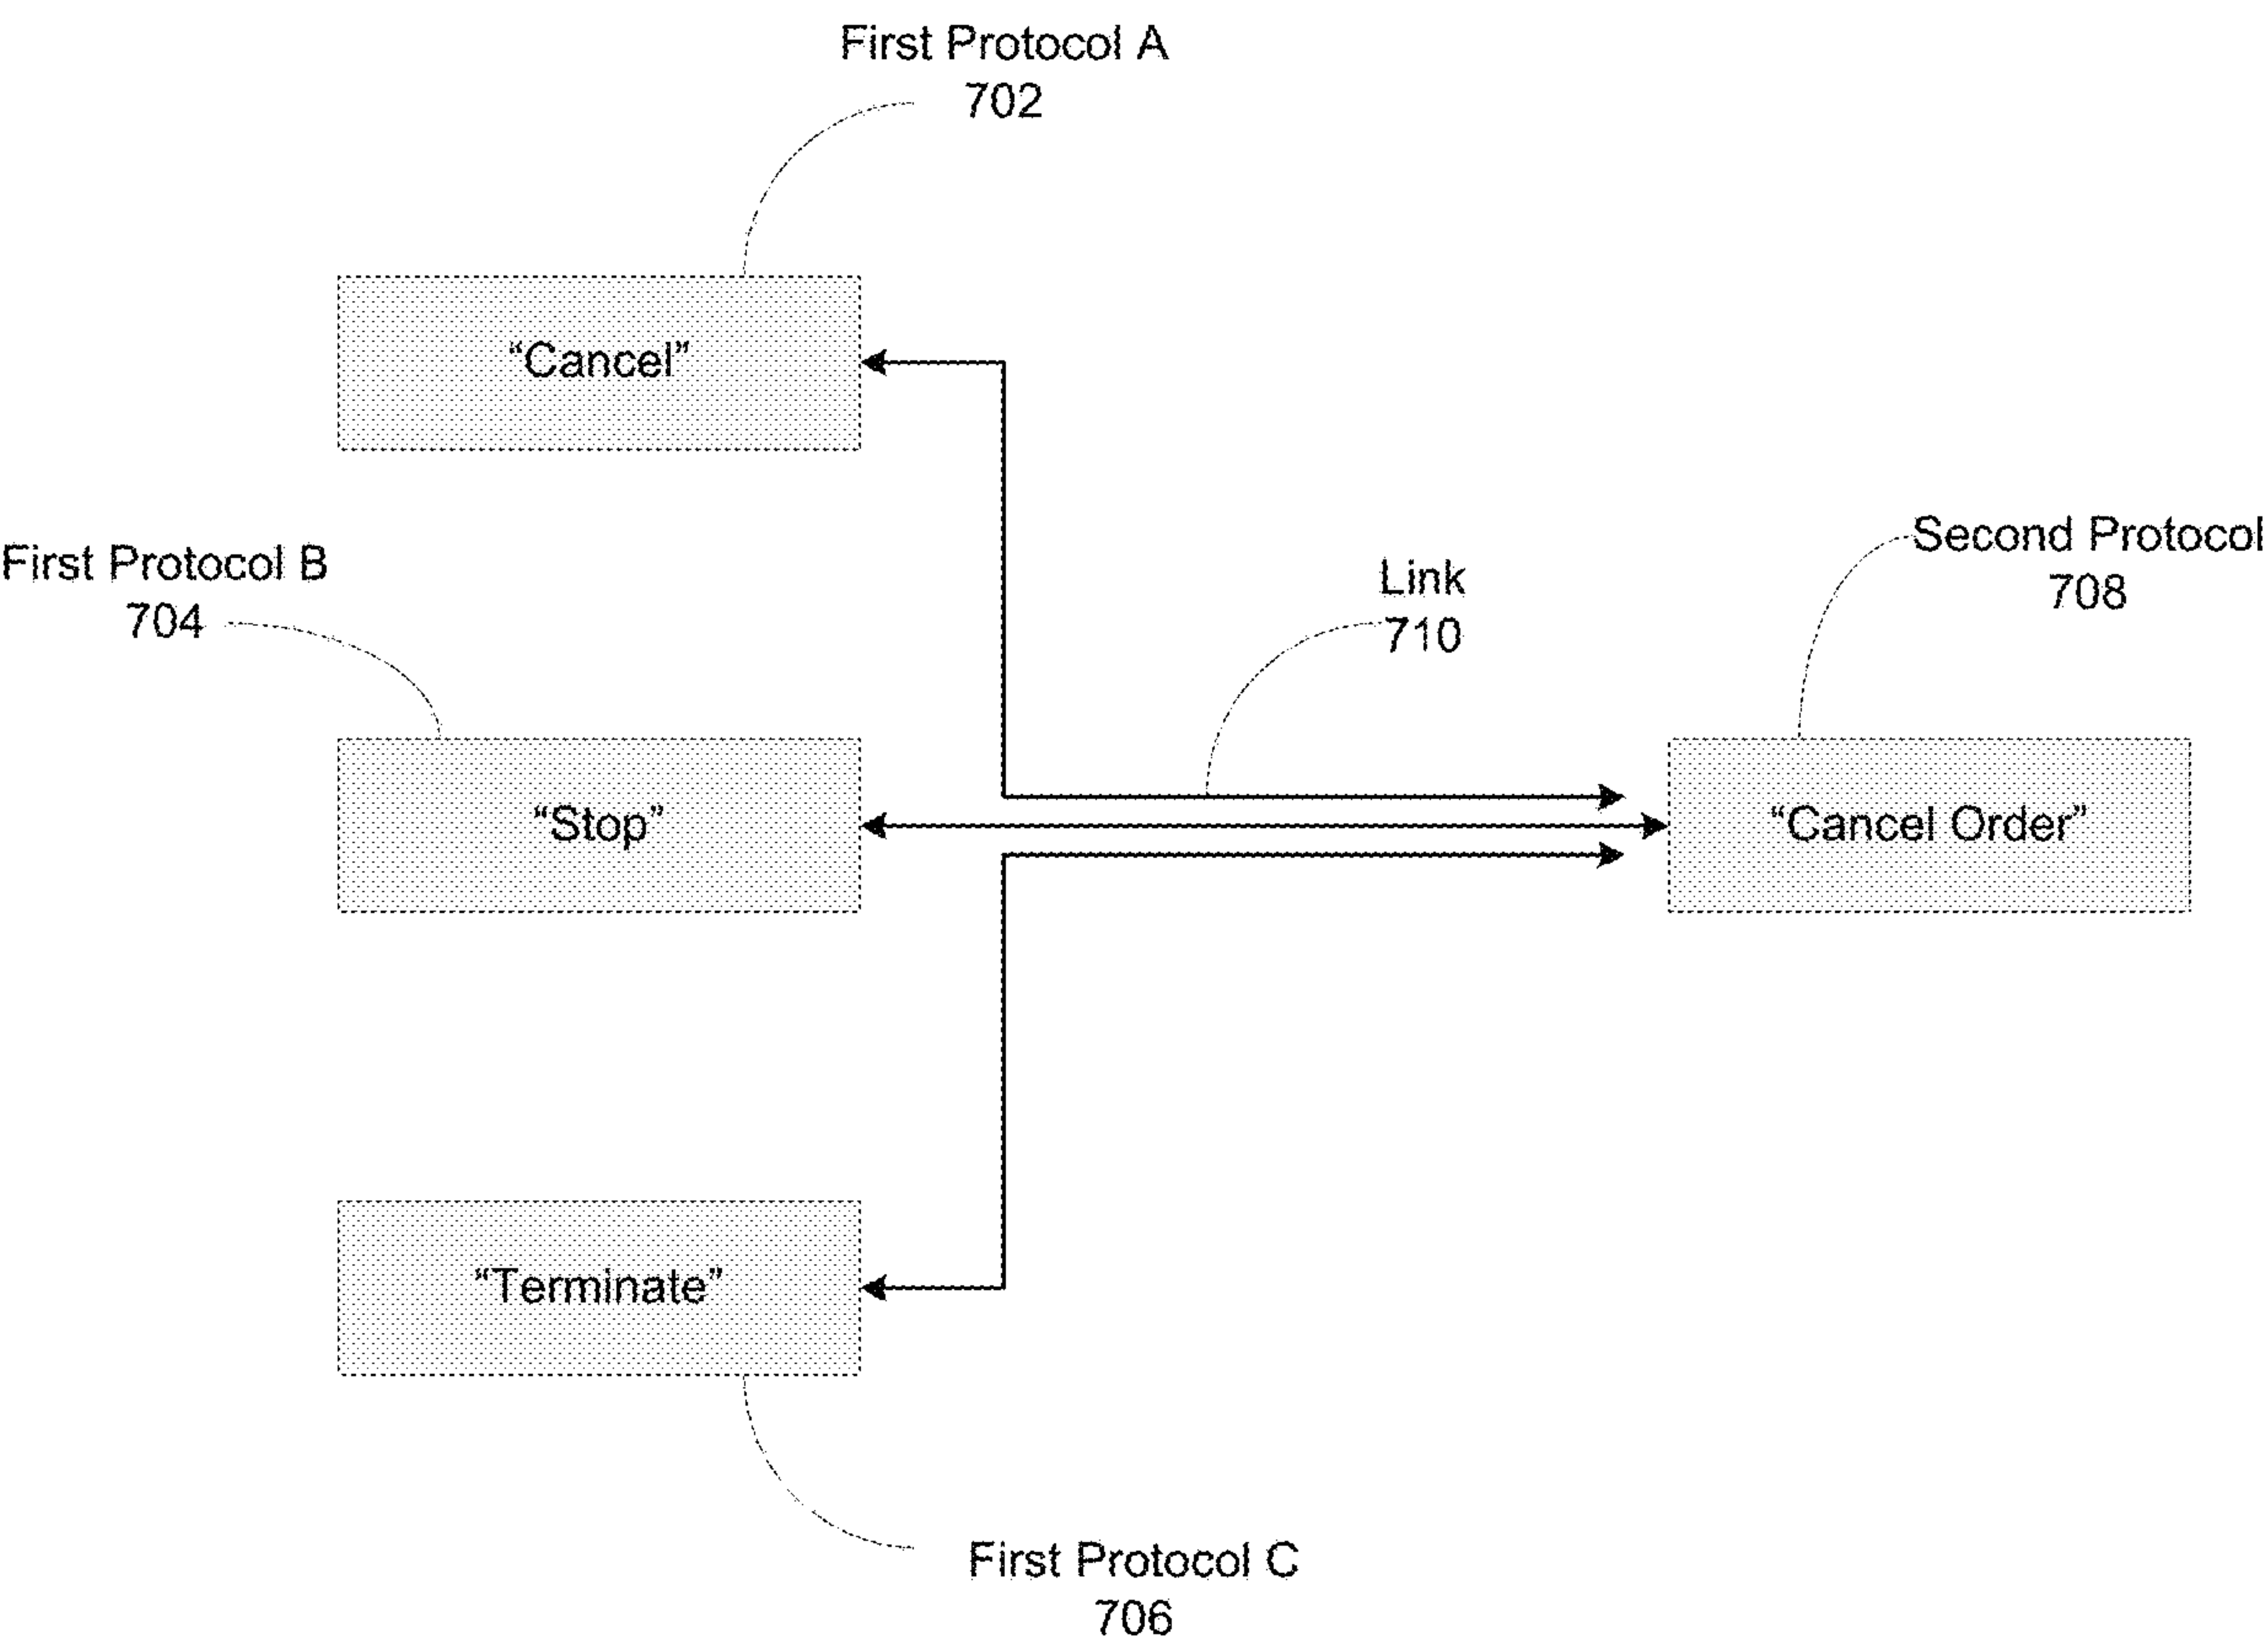 First Protocol A
702
“Cancel”
First Protocol B
704
Link
710
Second Protocol
708
“Stop”
“Cancel Order”
“Terminate”
First Protocol C
706